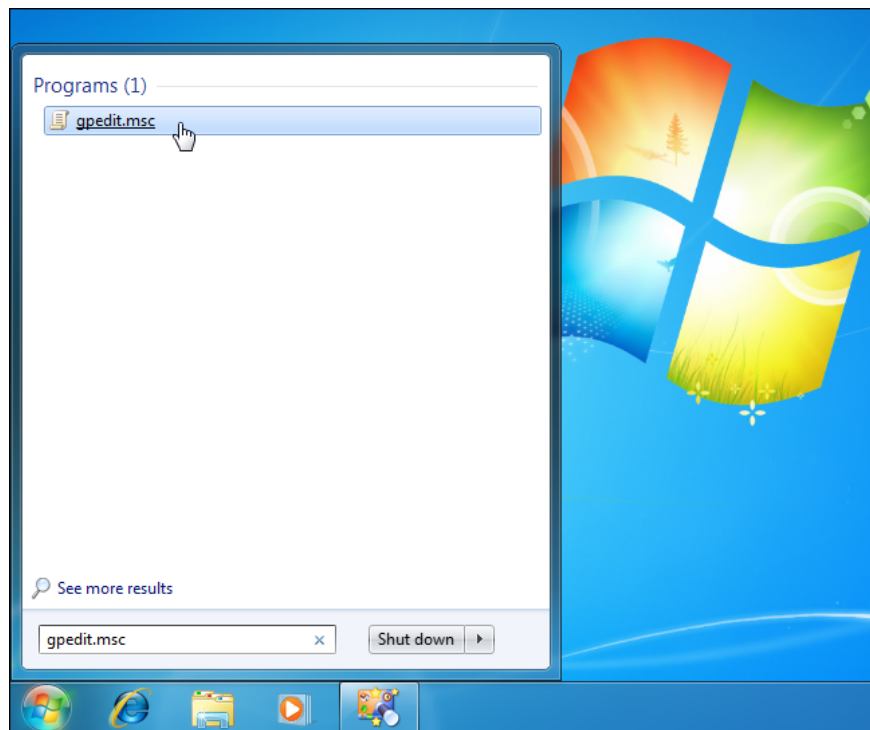 Programs (1)
gpedit.msc
See more results
gpedit.msc
Shut down